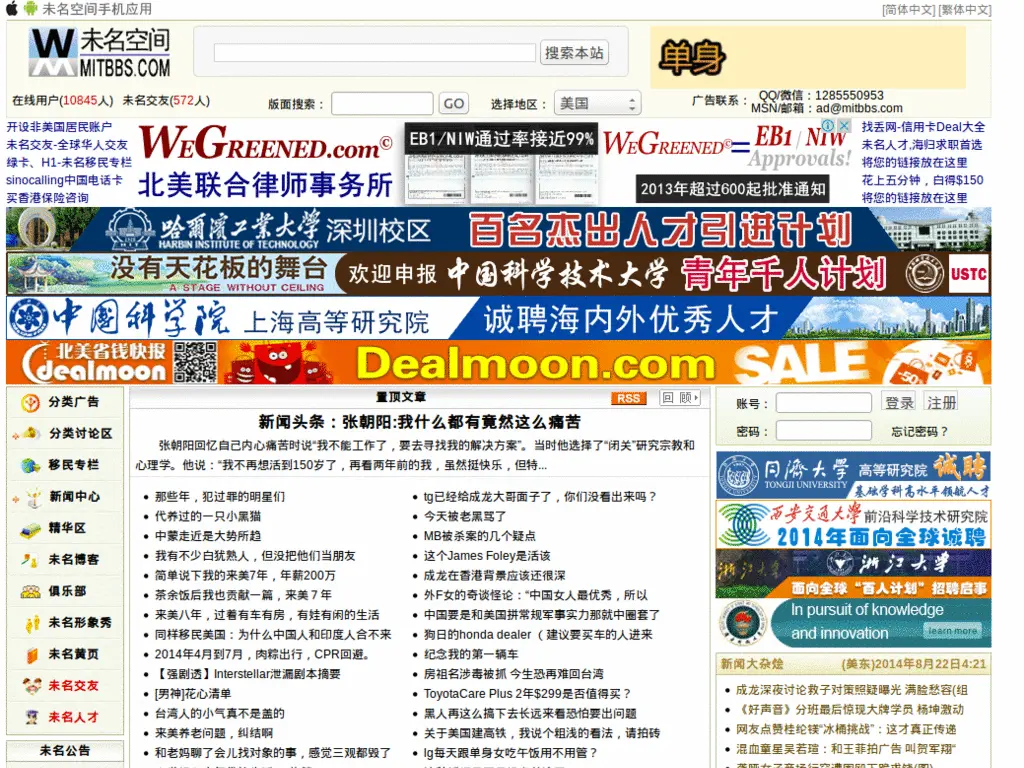 未名空间手机应用
[简体中文] [繁体中文]
未名空间
MITBBS.COM
搜索本站
单身
在线用户(10845人) 未名交友(572人)
版面搜索：
GO
选择地区：
美国
广告联系：
QQ/微信：1285550953
MSN/邮箱：ad@mitbbs.com
开设非美国居民账户
未名交友-全球华人交友
绿卡、H1-未名移民专栏
sinocalling中国电话卡
买香港保险咨询
WEGREENED.com©
北美联合律师事务所
EB1/NIW通过率接近99%
WEGREENED©=
EB1 / NIW
Approvals!
2013年超过600起批准通知
找丢网-信用卡Deal大全
未名人才,海归求职首选
将您的链接放在这里
花上五分钟，白得$150
将您的链接放在这里
哈爾濱工業大學
HARBIN INSTITUTE OF TECHNOLOGY
深圳校区
百名杰出人才引进计划
没有天花板的舞台
A STAGE WITHOUT CEILING
欢迎申报 中国科学技术大学 青年千人计划
USTC
中國科学院 上海高等研究院
诚聘海内外优秀人才
北美省钱快报
dealmoon
Dealmoon.com
SALE
-50%
分类广告
分类讨论区
移民专栏
新闻中心
精华区
未名博客
俱乐部
未名形象秀
未名黄页
未名交友
未名人才
未名公告
置顶文章
RSS
回 顾
新闻头条：张朝阳:我什么都有竟然这么痛苦
张朝阳回忆自己内心痛苦时说“我不能工作了，要去寻找我的解决方案”。当时他选择了“闭关”研究宗教和
心理学。他说：“我不再想活到150岁了，再看两年前的我，虽然挺快乐，但特...
那些年，犯过罪的明星们
代养过的一只小黑猫
中蒙走近是大势所趋
我有不少白犹熟人，但没把他们当朋友
简单说下我的来美7年，年薪200万
茶余饭后我也贡献一篇，来美７年
来美八年，过着有车有房，有娃有闲的生活
同样移民美国：为什么中国人和印度人合不来
2014年4月到7月，肉粽出行，CPR回避。
【强剧透】Interstellar泄漏剧本摘要
[男神]花心清单
台湾人的小气真不是盖的
来美养老问题，纠结啊
和老妈聊了会儿找对象的事，感觉三观都毁了
tg已经给成龙大哥面子了，你们没看出来吗？
今天被老黑骂了
MB被杀案的几个疑点
这个James Foley是活该
成龙在香港背景应该还很深
外F女的奇谈怪论：“中国女人最优秀，所以
中国要是和美国拼常规军事实力那就中圈套了
狗日的honda dealer（建议要买车的人进来
纪念我的第一辆车
房祖名涉毒被抓 今生恐再难回台湾
ToyotaCare Plus 2年$299是否值得买？
黑人再这么搞下去长远来看恐怕要出问题
关于美国建高铁，我说个粗浅的看法，请拍砖
lg每天跟单身女吃午饭用不用管？
账号：
登录
注册
密码：
忘记密码？
同濟大學
TONGJI UNIVERSITY
高等研究院
诚聘
基础学科高水平领航人才
西安交通大学 前沿科学技术研究院
2014年面向全球诚聘
浙江大学
面向全球“百人计划”招聘启事
In pursuit of knowledge
and innovation
learn more
新闻大杂烩
(美东)2014年8月22日4:21
成龙深夜讨论救子对策照疑曝光 满脸愁容(组
《好声音》分班最后惊现大牌学员 杨坤激动
网友点赞桂纶镁“冰桶挑战”：这才真正传递
混血童星吴若瑄：和王菲拍广告 叫贺军翔“